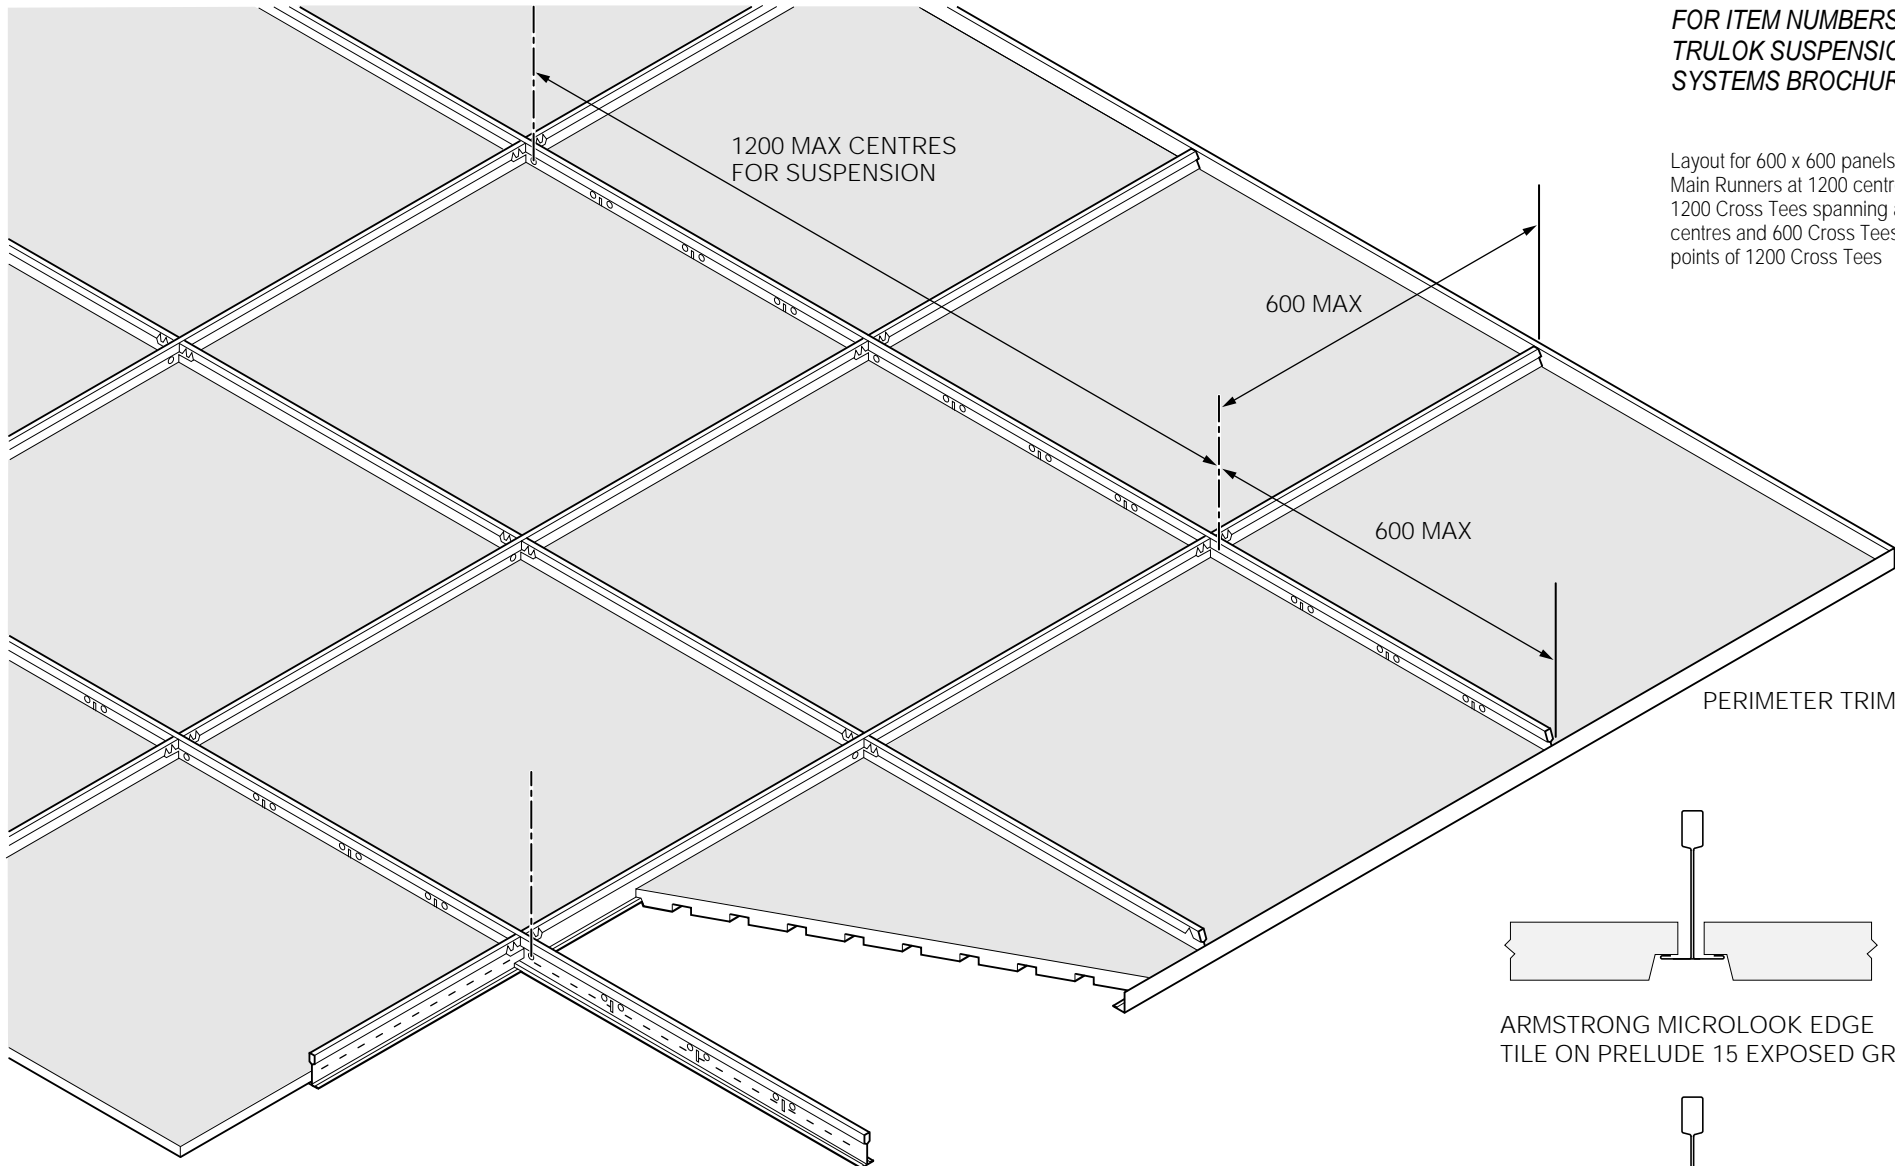 FOR ITEM NUMBERS
TRULOK SUSPENSIO
SYSTEMS BROCHUR
Layout for 600 x 600 panels
Main Runners at 1200 centr
1200 Cross Tees spanning
centres and 600 Cross Tees
points of 1200 Cross Tees
1200 MAX CENTRES
FOR SUSPENSION
600 MAX
600 MAX
PERIMETER TRIM
ARMSTRONG MICROLOOK EDGE
TILE ON PRELUDE 15 EXPOSED GR